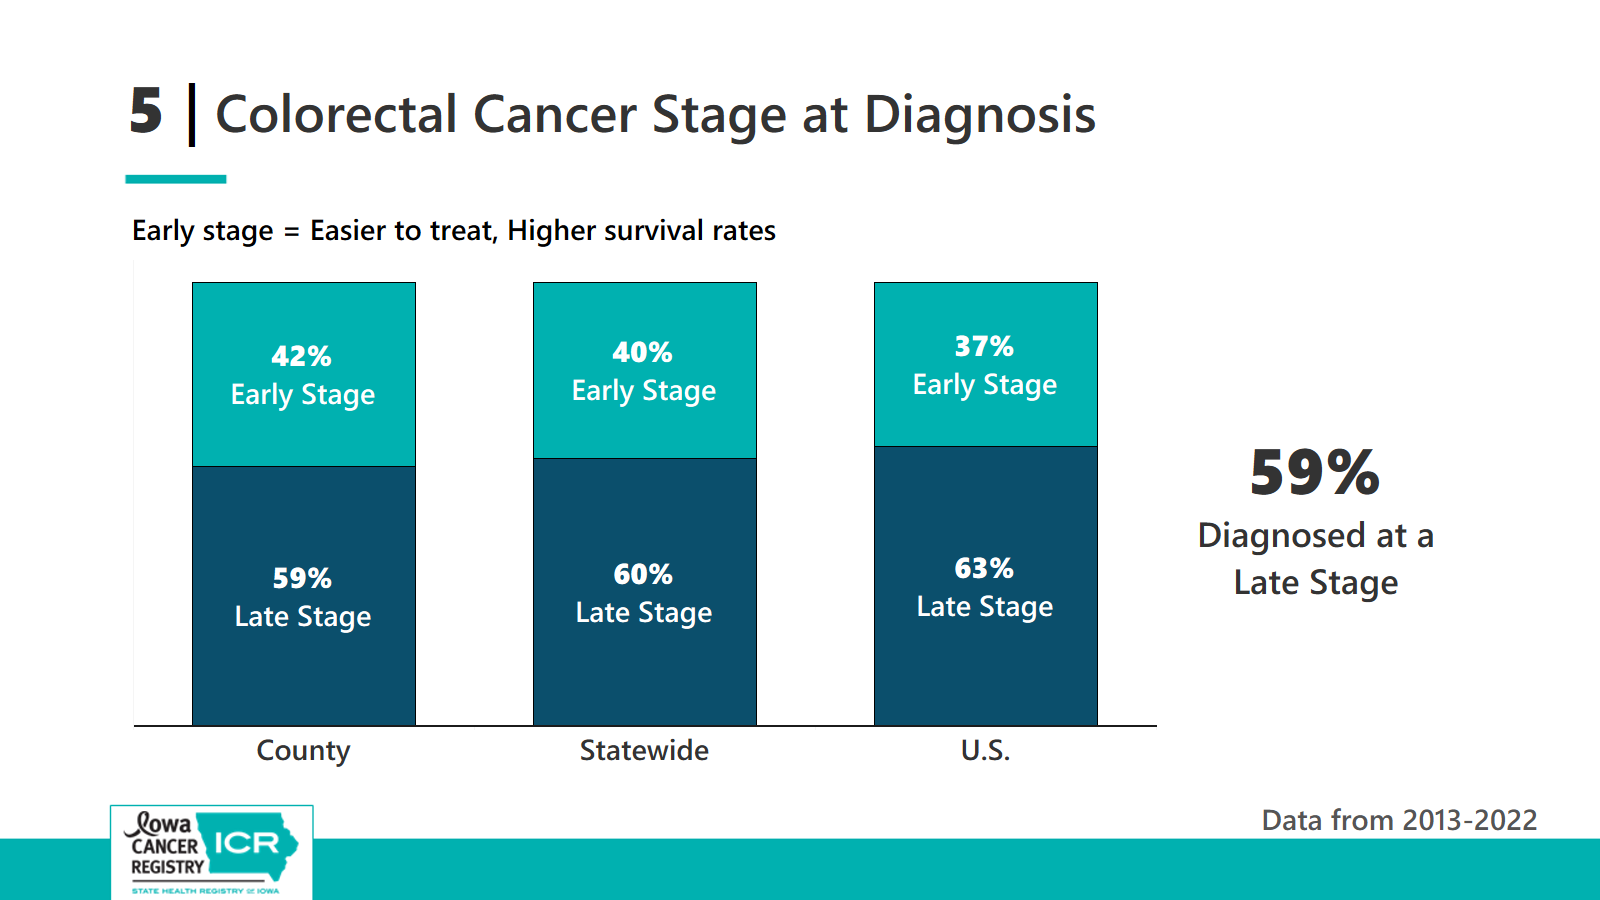 5 | Colorectal Cancer Stage at Diagnosis
Early stage = Easier to treat, Higher survival rates
42%
Early Stage
59%
Late Stage
40%
Early Stage
60%
Late Stage
37%
Early Stage
63%
Late Stage
County
Statewide
U.S.
59%
Diagnosed at a
Late Stage
Data from 2013-2022
Iowa
CANCER
REGISTRY
ICR
STATE HEALTH REGISTRY OF IOWA